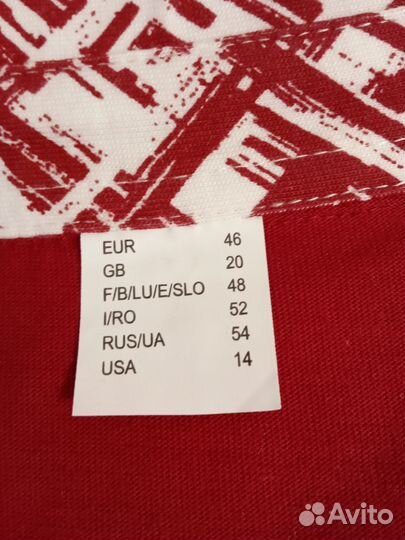 EUR 46
GB 20
F/B/LU/E/SLO 48
I/RO 52
RUS/UA 54
USA 14
Avito